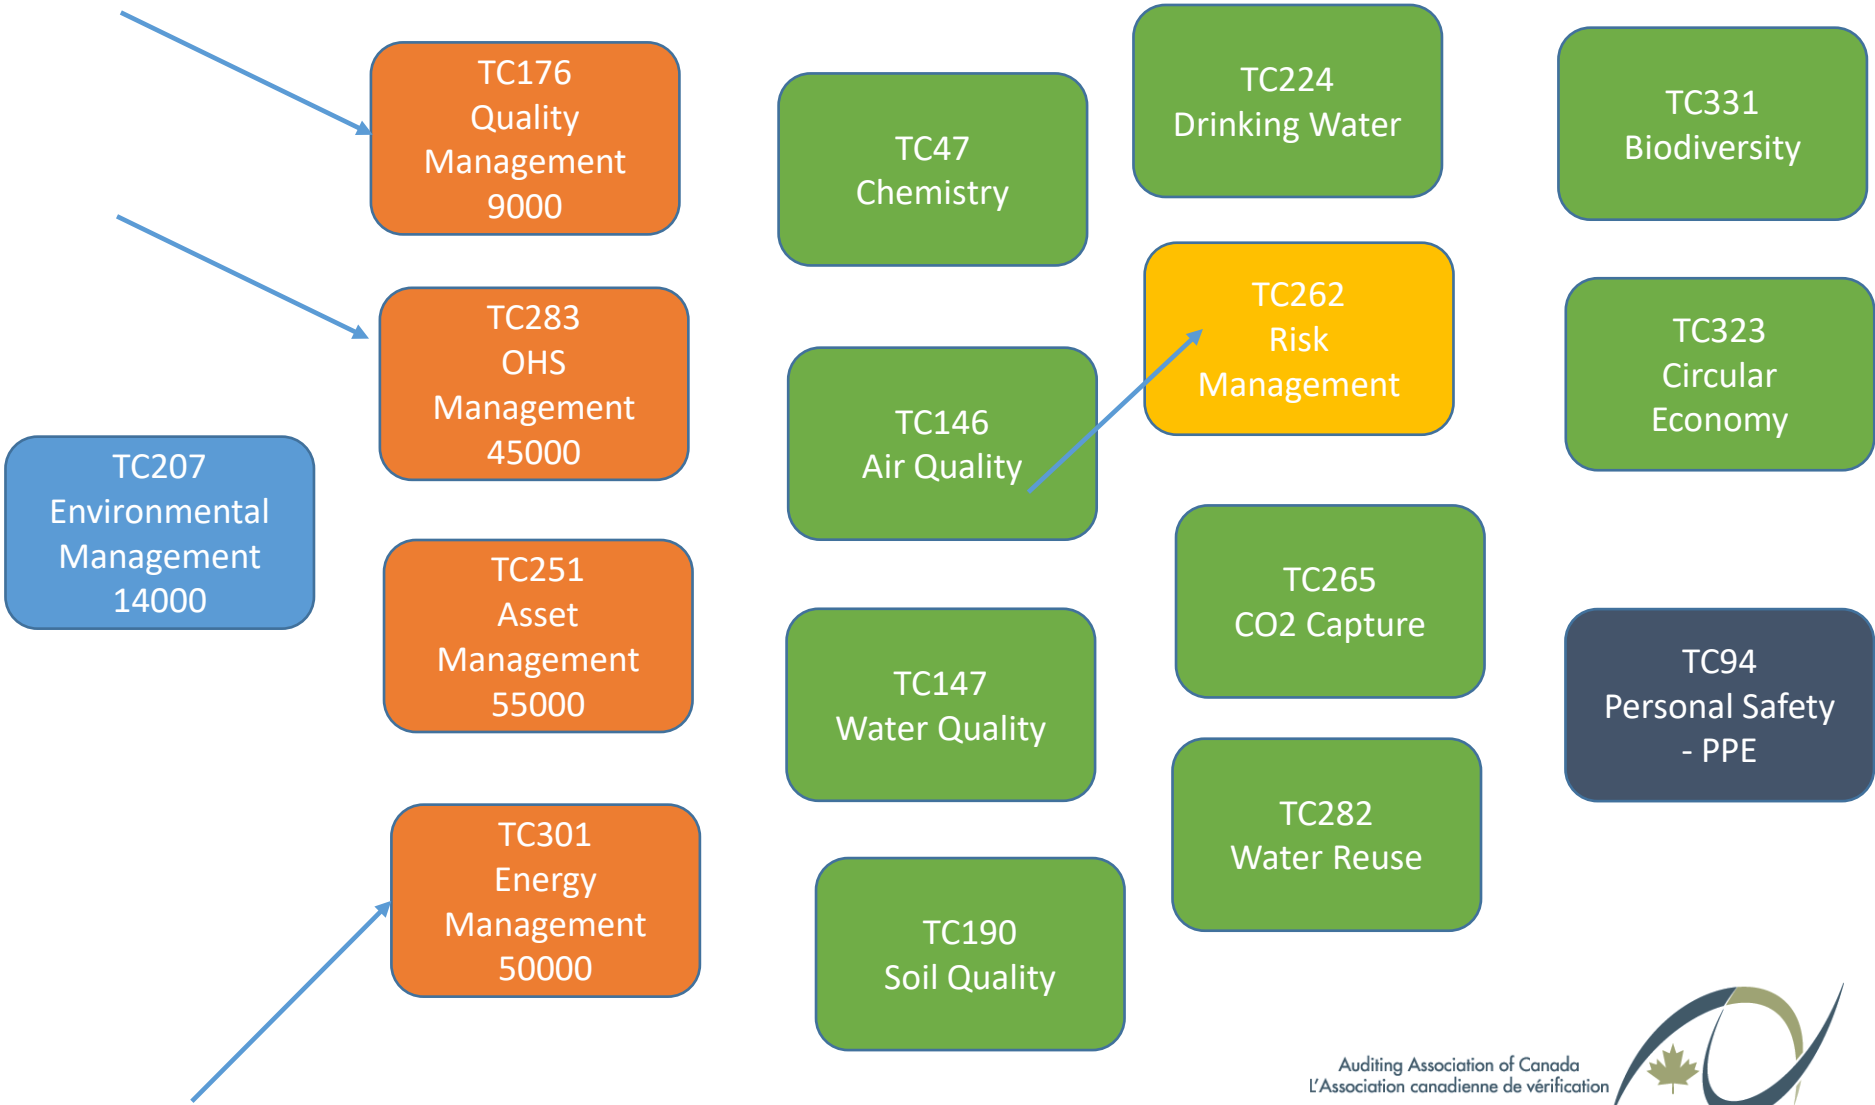 TC176
Quality
Management
9000
TC283
OHS
Management
45000
TC207
Environmental
Management
14000
TC251
Asset
Management
55000
TC301
Energy
Management
50000
TC47
Chemistry
TC146
Air Quality
TC147
Water Quality
TC190
Soil Quality
TC224
Drinking Water
TC262
Risk
Management
TC265
CO2 Capture
TC282
Water Reuse
TC331
Biodiversity
TC323
Circular
Economy
TC94
Personal Safety
- PPE
Auditing Association of Canada
L'Association canadienne de vérification